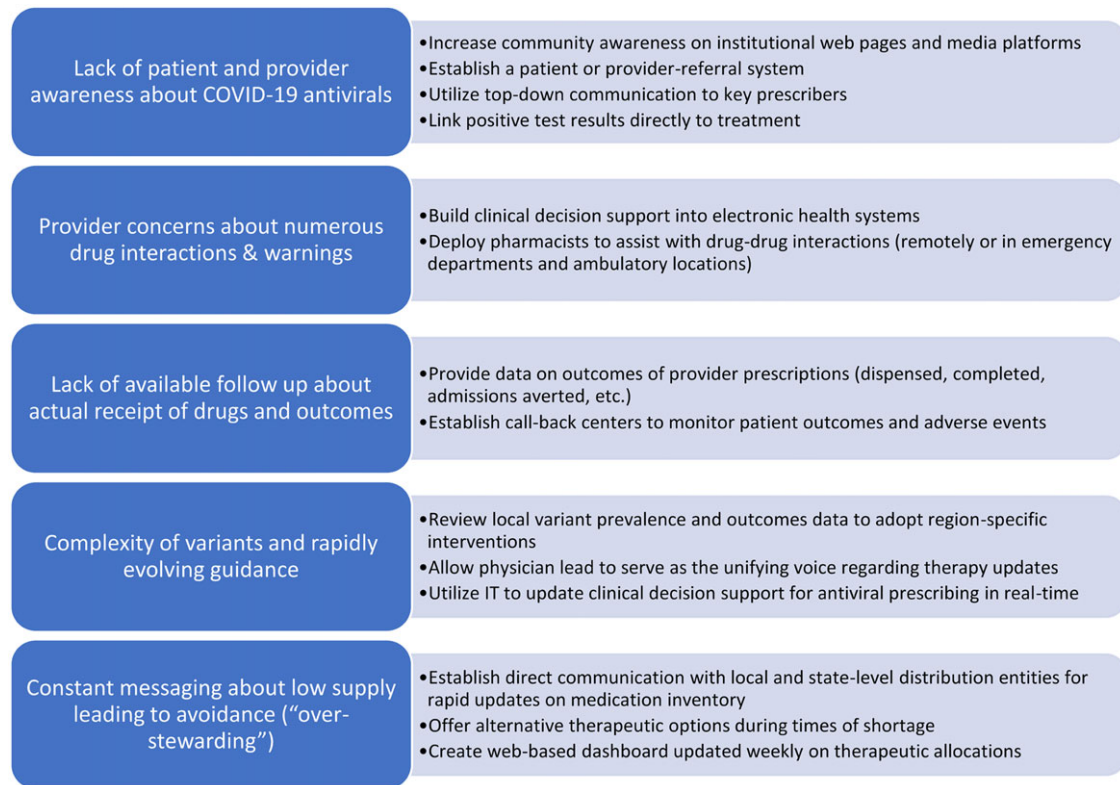 Lack of patient and provider
awareness about COVID-19 antivirals
•Increase community awareness on institutional web pages and media platforms
•Establish a patient or provider-referral system
•Utilize top-down communication to key prescribers
•Link positive test results directly to treatment
Provider concerns about numerous
drug interactions & warnings
•Build clinical decision support into electronic health systems
•Deploy pharmacists to assist with drug-drug interactions (remotely or in emergency
departments and ambulatory locations)
Lack of available follow up about
actual receipt of drugs and outcomes
•Provide data on outcomes of provider prescriptions (dispensed, completed,
admissions averted, etc.)
•Establish call-back centers to monitor patient outcomes and adverse events
Complexity of variants and rapidly
evolving guidance
•Review local variant prevalence and outcomes data to adopt region-specific
interventions
•Allow physician lead to serve as the unifying voice regarding therapy updates
•Utilize IT to update clinical decision support for antiviral prescribing in real-time
Constant messaging about low supply
leading to avoidance (“over-
stewarding”)
•Establish direct communication with local and state-level distribution entities for
rapid updates on medication inventory
•Offer alternative therapeutic options during times of shortage
•Create web-based dashboard updated weekly on therapeutic allocations